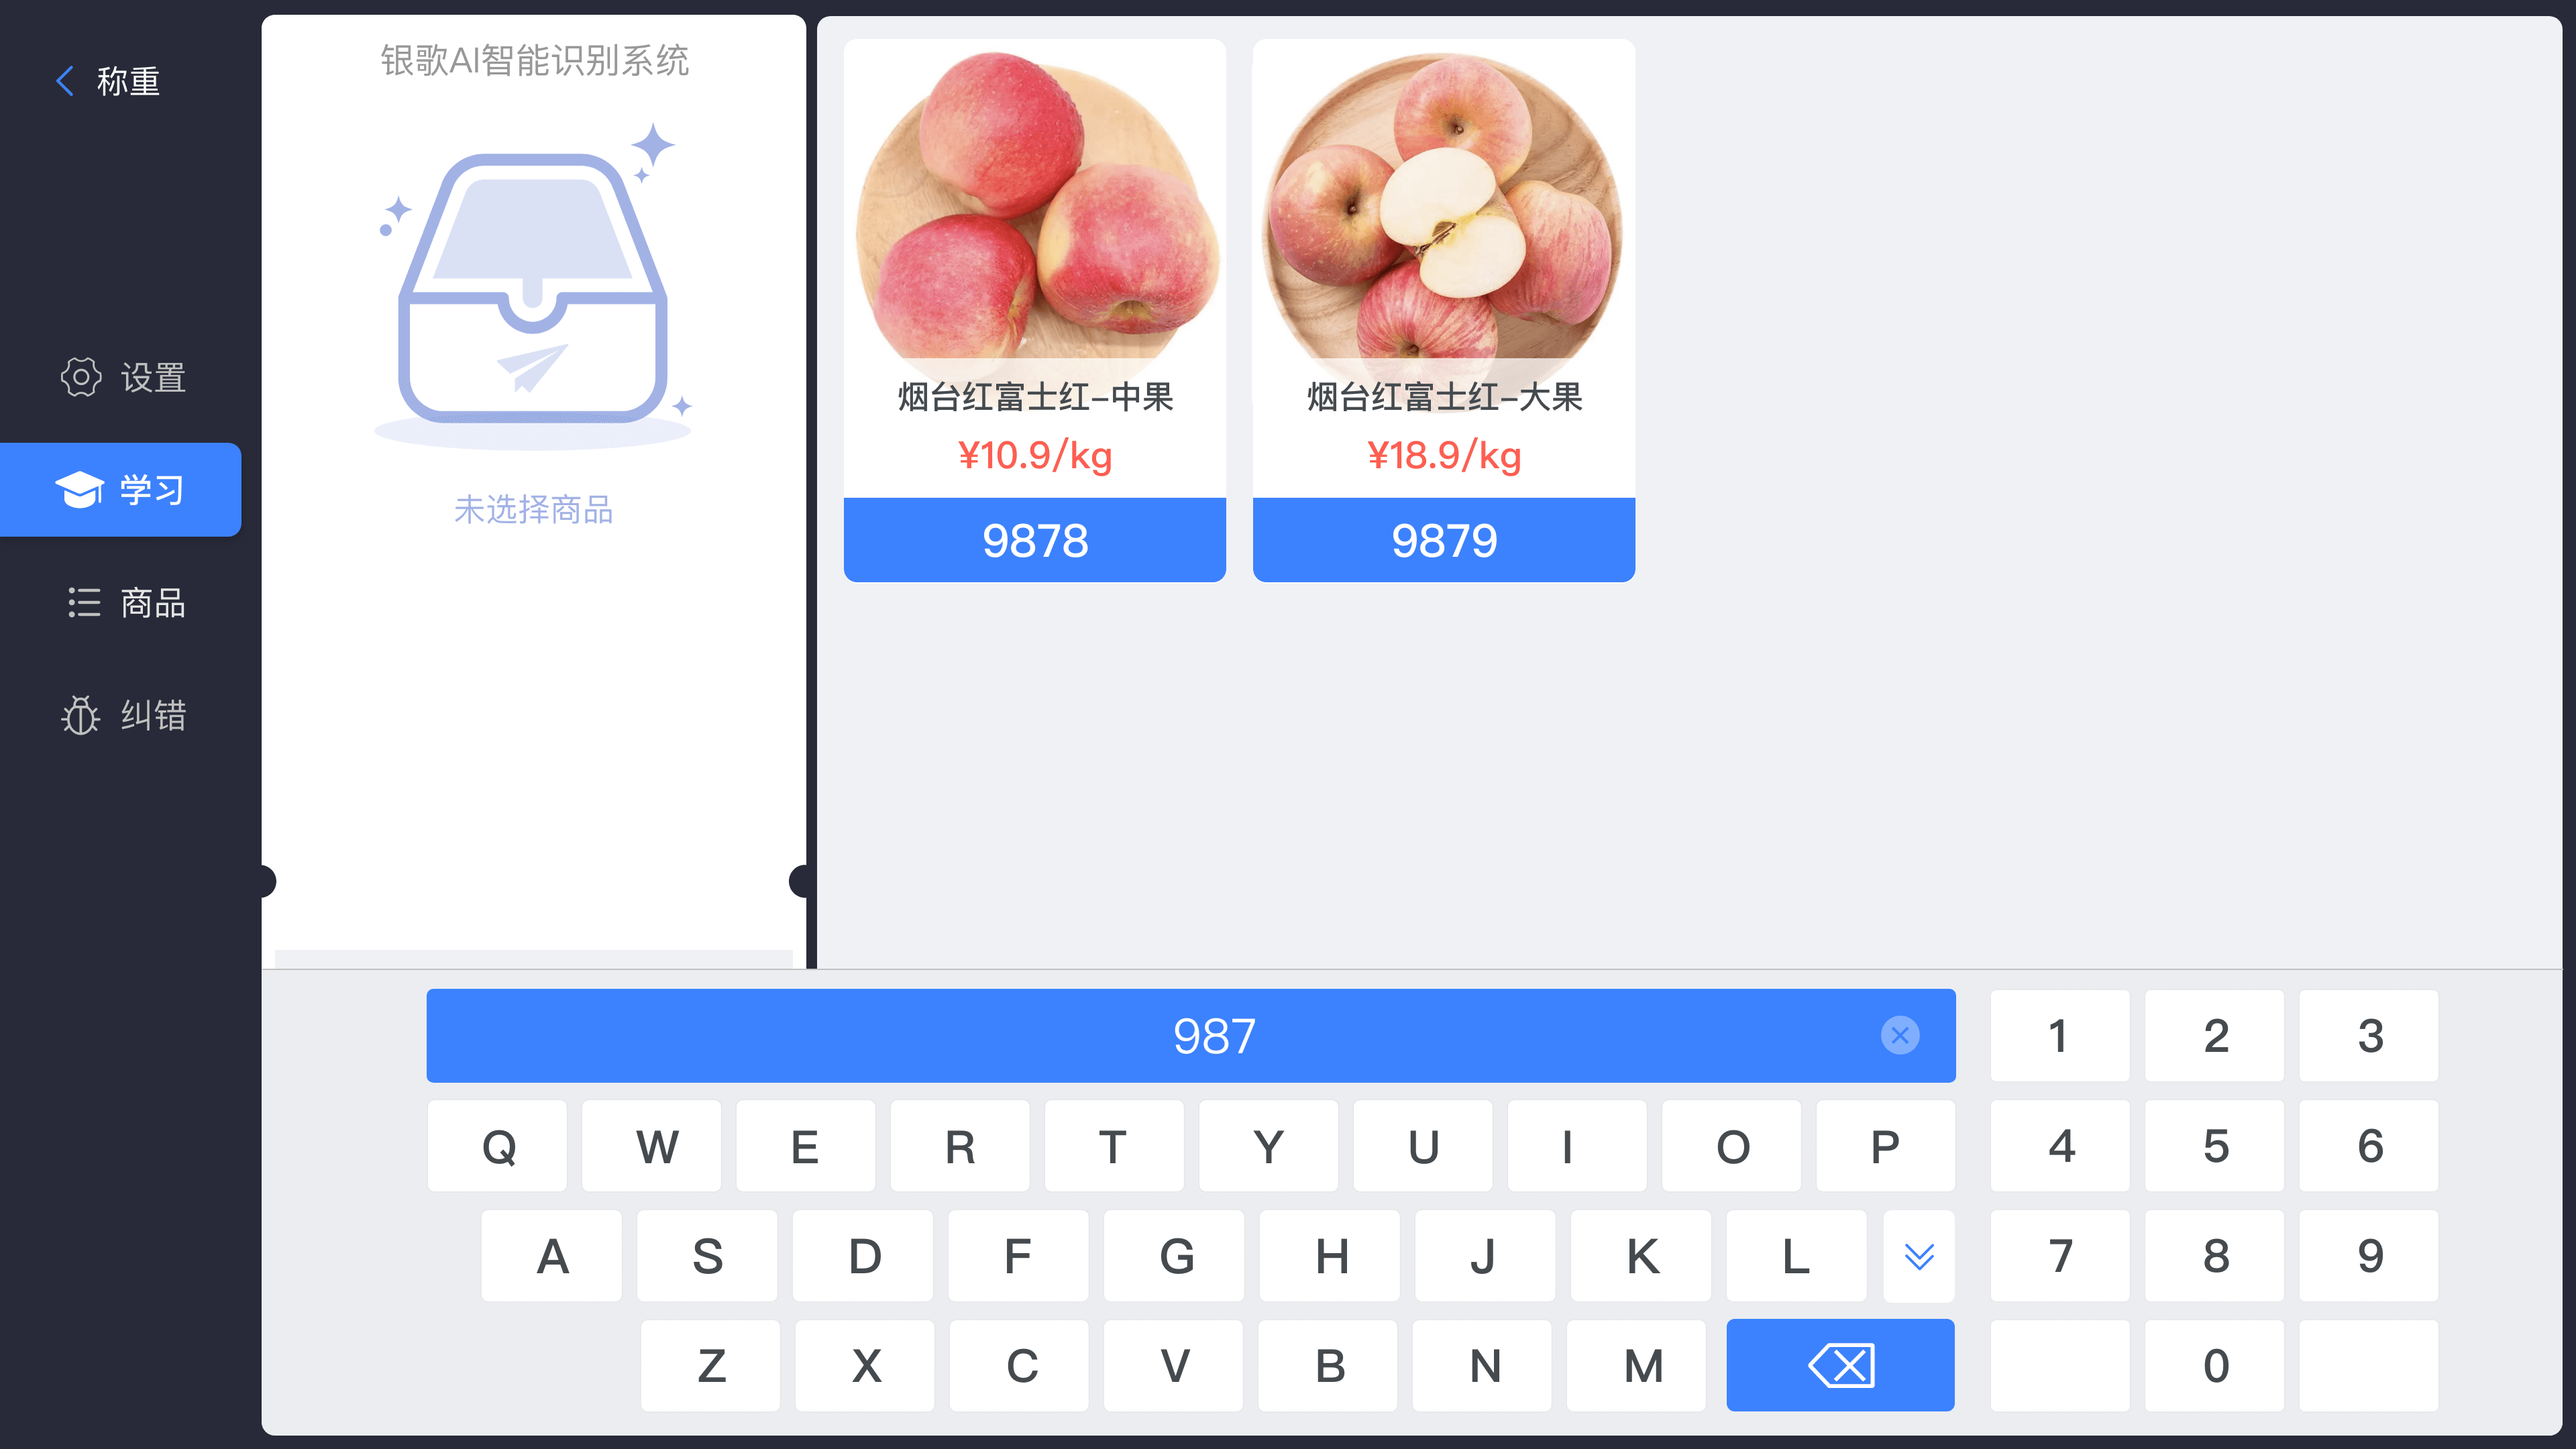 称重
设置
学习
商品
纠错
银歌AI智能识别系统
未选择商品
烟台红富士红-中果
¥10.9/kg
9878
烟台红富士红-大果
¥18.9/kg
9879
987
1 2 3
Q W E R T Y U I O P 4 5 6
A S D F G H J K L 7 8 9
Z X C V B N M 0